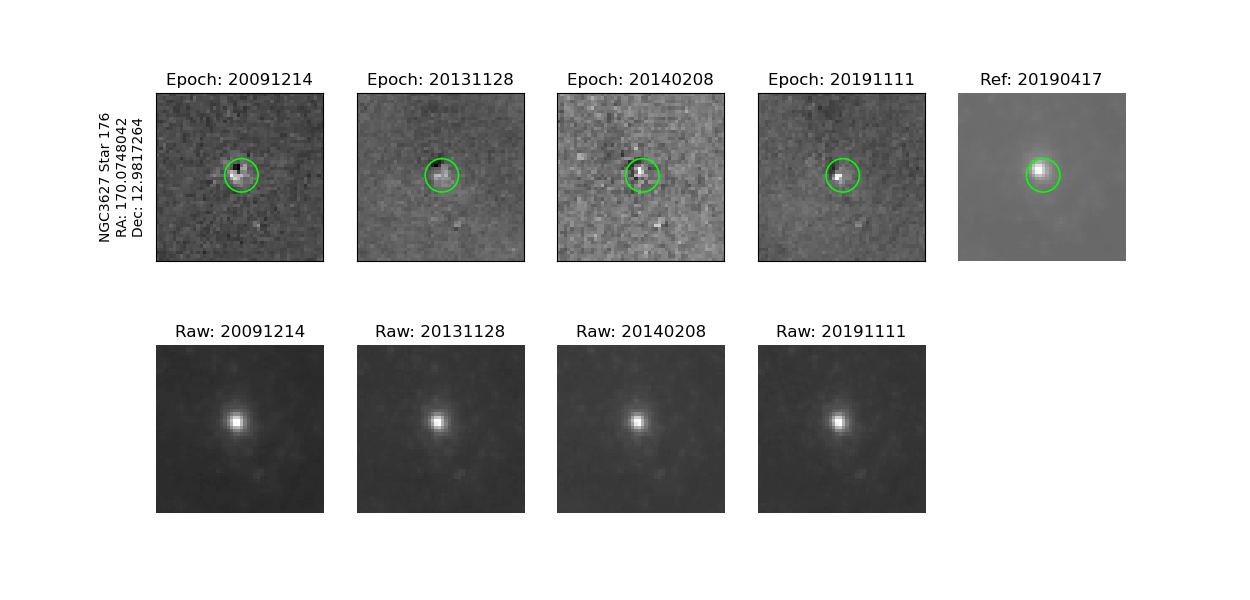 NGC3627 Star 176
RA: 170.0748042
Dec: 12.9817264
Epoch: 20091214
Epoch: 20131128
Epoch: 20140208
Epoch: 20191111
Ref: 20190417
Raw: 20091214
Raw: 20131128
Raw: 20140208
Raw: 20191111